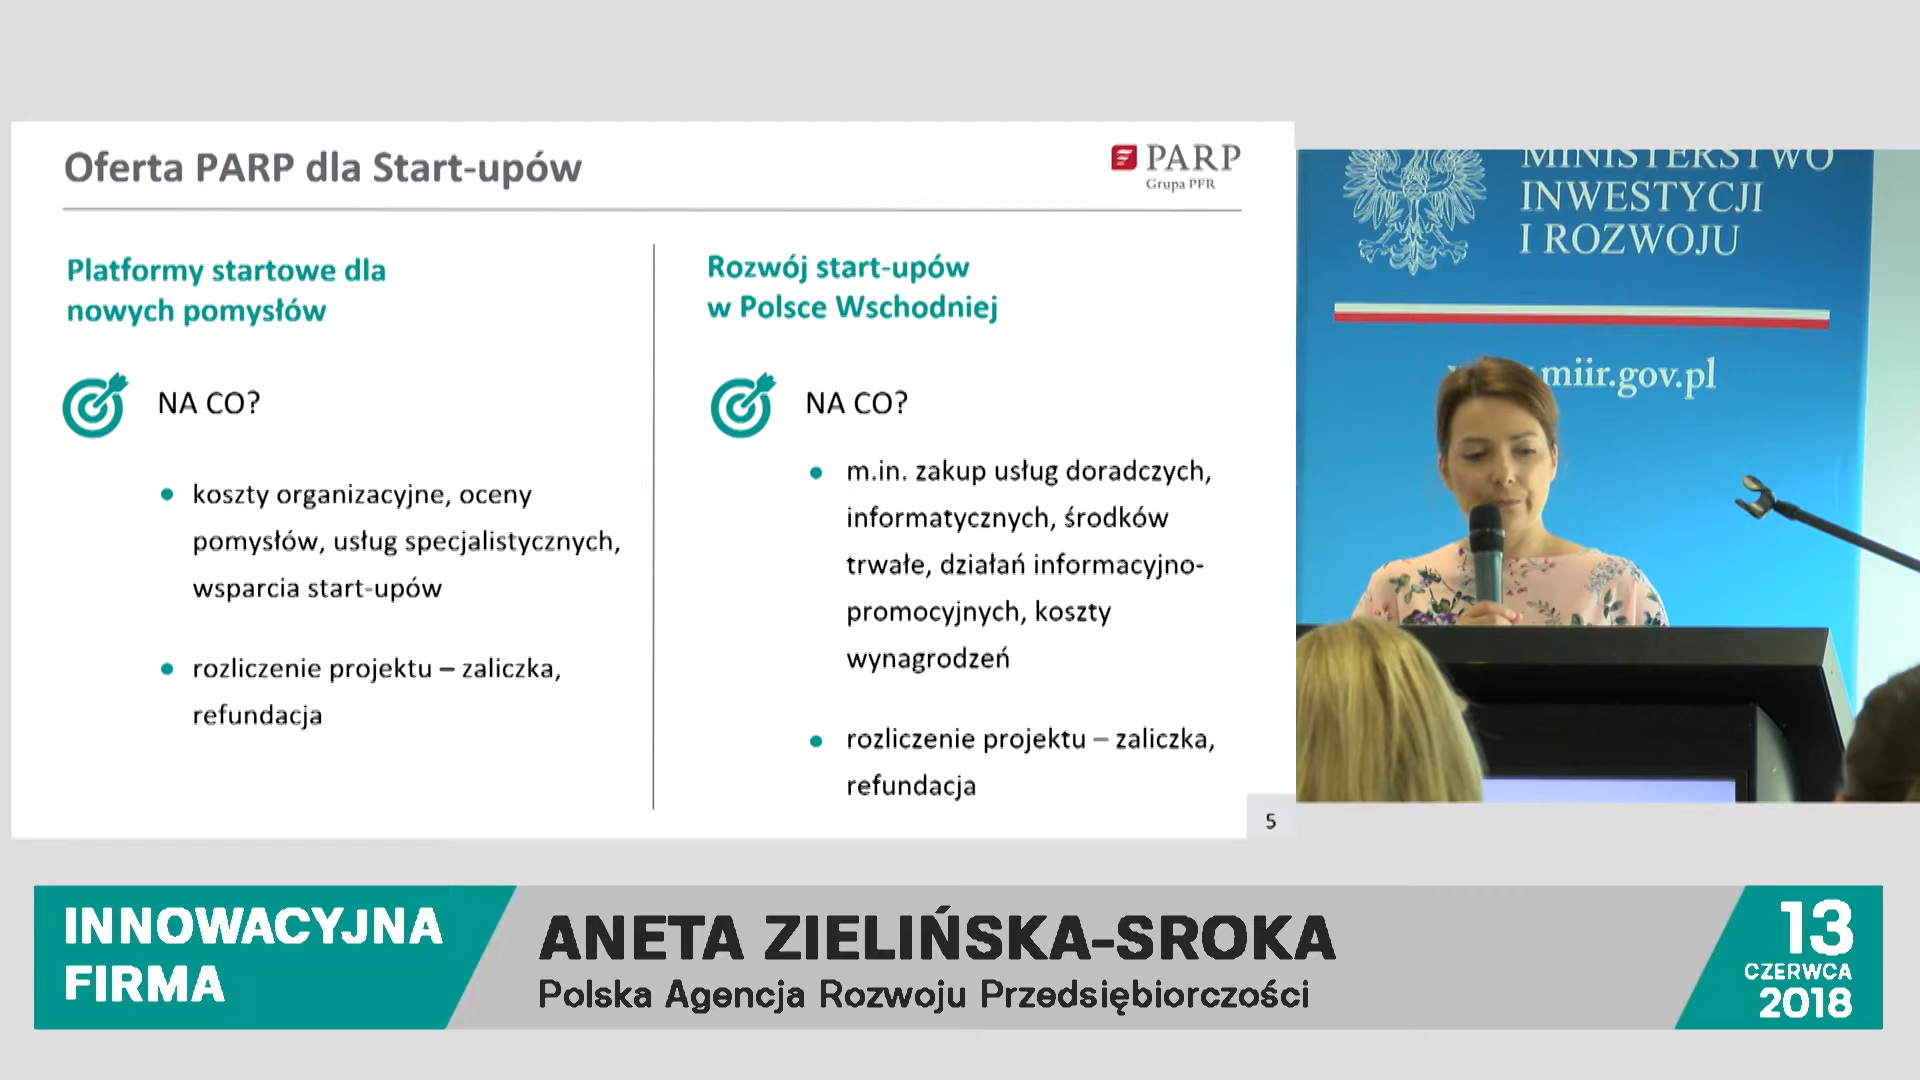 Oferta PARP dla Start-upów
PARP
Grupa PFR
Platformy startowe dla
nowych pomysłów
NA CO?
koszty organizacyjne, oceny
pomysłów, usług specjalistycznych,
wsparcia start-upów
rozliczenie projektu – zaliczka,
refundacja
Rozwój start-upów
w Polsce Wschodniej
NA CO?
m.in. zakup usług doradczych,
informatycznych, środków
trwałe, działań informacyjno-
promocyjnych, koszty
wynagrodzeń
rozliczenie projektu – zaliczka,
refundacja
5
MINISTERSTWO
INWESTYCJI
I ROZWOJU
miir.gov.pl
INNOWACYJNA
FIRMA
ANETA ZIELIŃSKA-SROKA
Polska Agencja Rozwoju Przedsiębiorczości
13
CZERWCA
2018